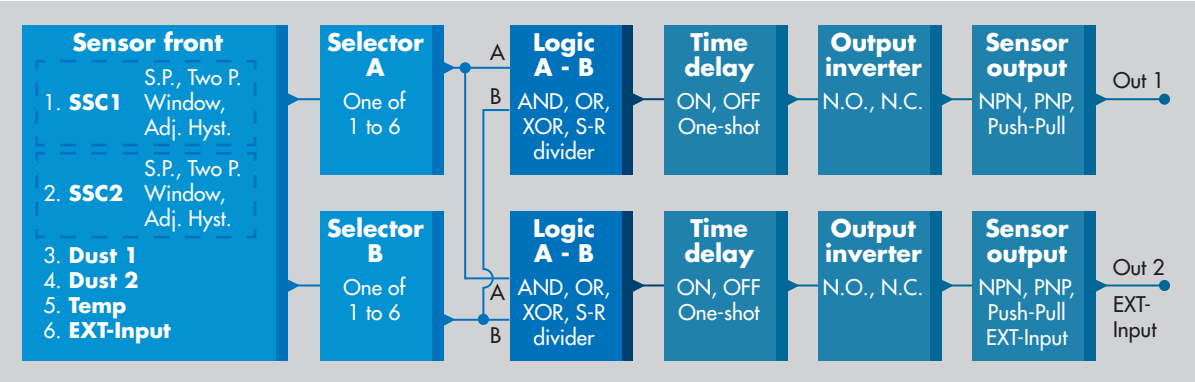 Sensor front
1. SSC1
S.P., Two P.
Window,
Adj. Hyst.
2. SSC2
S.P., Two P.
Window,
Adj. Hyst.
3. Dust 1
4. Dust 2
5. Temp
6. EXT-Input
Selector
A
One of
1 to 6
A
B
Logic
A - B
AND, OR,
XOR, S-R
divider
Time
delay
ON, OFF
One-shot
Output
inverter
N.O., N.C.
Sensor
output
NPN, PNP,
Push-Pull
Out 1
Selector
B
One of
1 to 6
A
B
Logic
A - B
AND, OR,
XOR, S-R
divider
Time
delay
ON, OFF
One-shot
Output
inverter
N.O., N.C.
Sensor
output
NPN, PNP,
Push-Pull
EXT-Input
Out 2
EXT-
Input